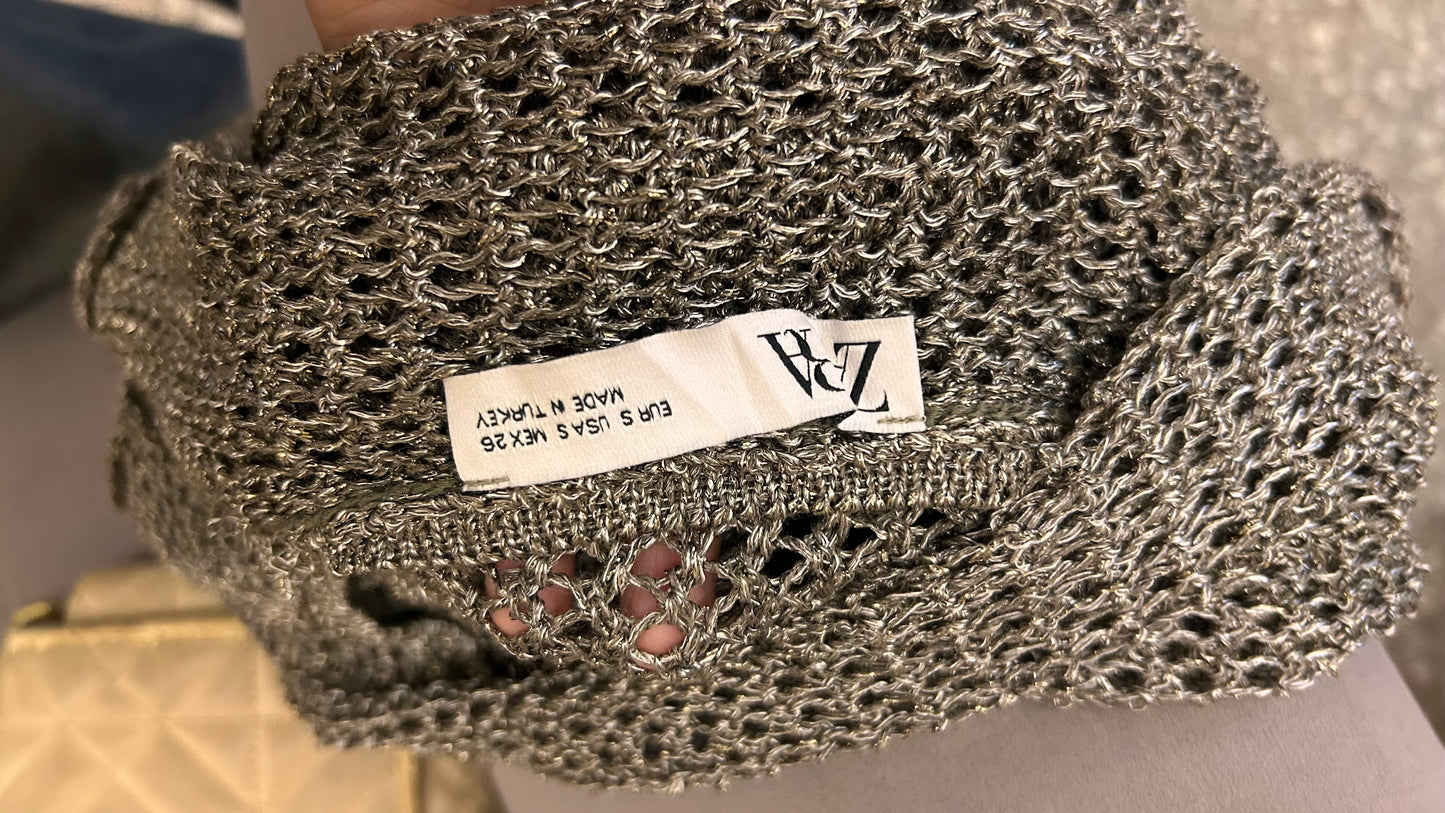 ZARA
EUR S USA S MEX 26
MADE IN TURKEY